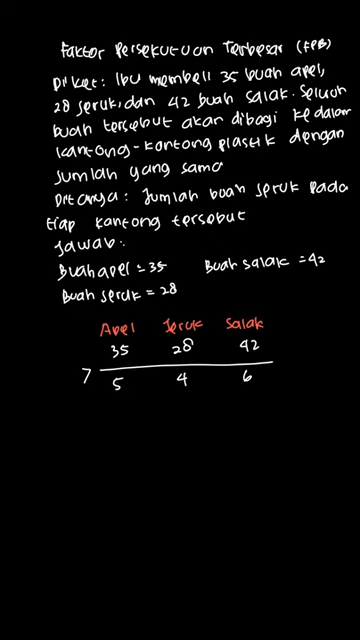 Faktor Persekutuan Terbesar (FPB)
Diket: Ibu membeli 35 buah apel,
28 jeruk, dan 42 buah salak. Seluruh
buah tersebut akan dibagi kedalam
kantong-kantong plastik dengan
jumlah yang sama
Ditanya: Jumlah buah jeruk pada
tiap kantong tersebut
Jawab:
Buah apel = 35 Buah salak = 42
Buah jeruk = 28
Apel Jeruk Salak
35 28 42
7 5 4 6